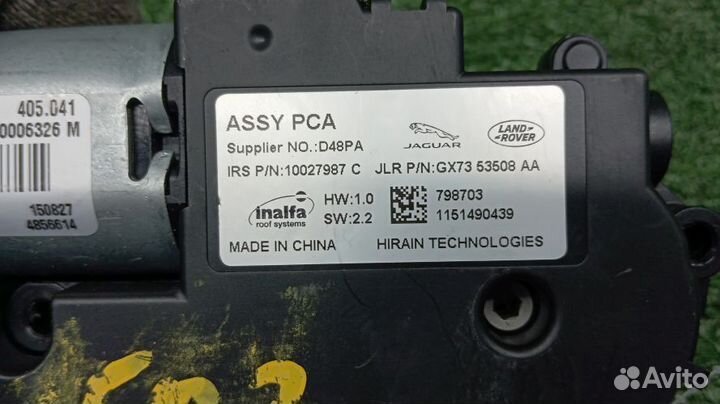 405.041
0006326 M
150827
4856614
ASSY PCA
Supplier NO.:D48PA
JAGUAR
LAND-
ROVER
IRS P/N:10027987 C JLR P/N:GX73 53508 AA
inalfa
roof systems
HW:1.0
SW:2.2
798703
1151490439
MADE IN CHINA HIRAIN TECHNOLOGIES
Avito